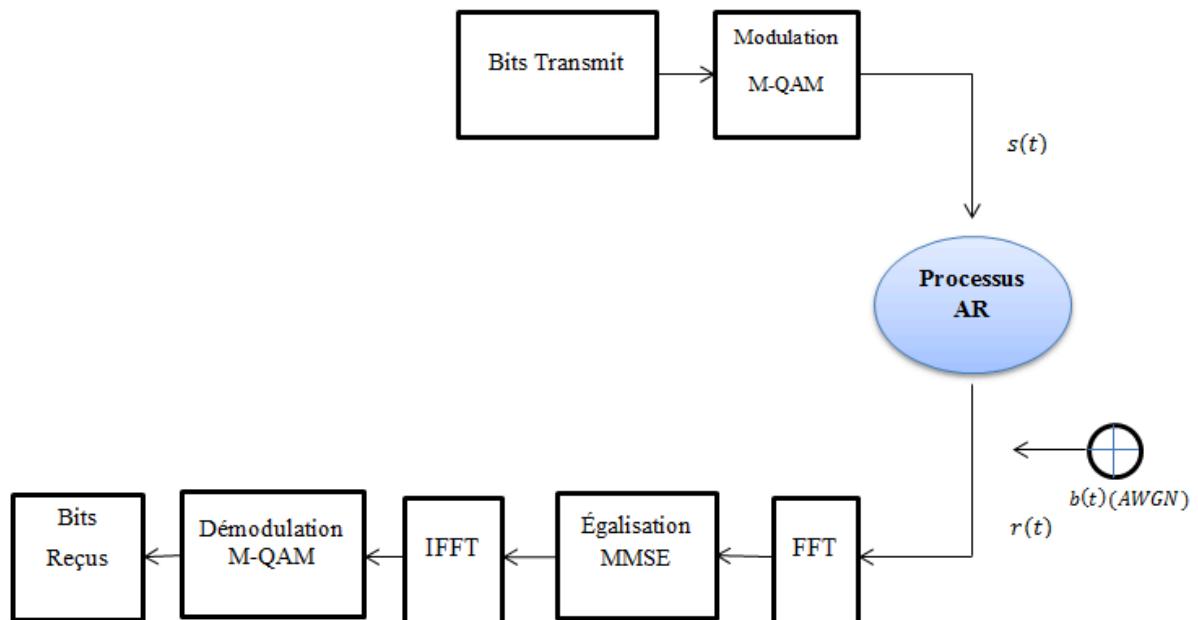 Bits Transmit
Modulation
M-QAM
s(t)
Processus
AR
b(t)(AWGN)
r(t)
FFT
Égalisation
MMSE
IFFT
Démodulation
M-QAM
Bits
Reçus